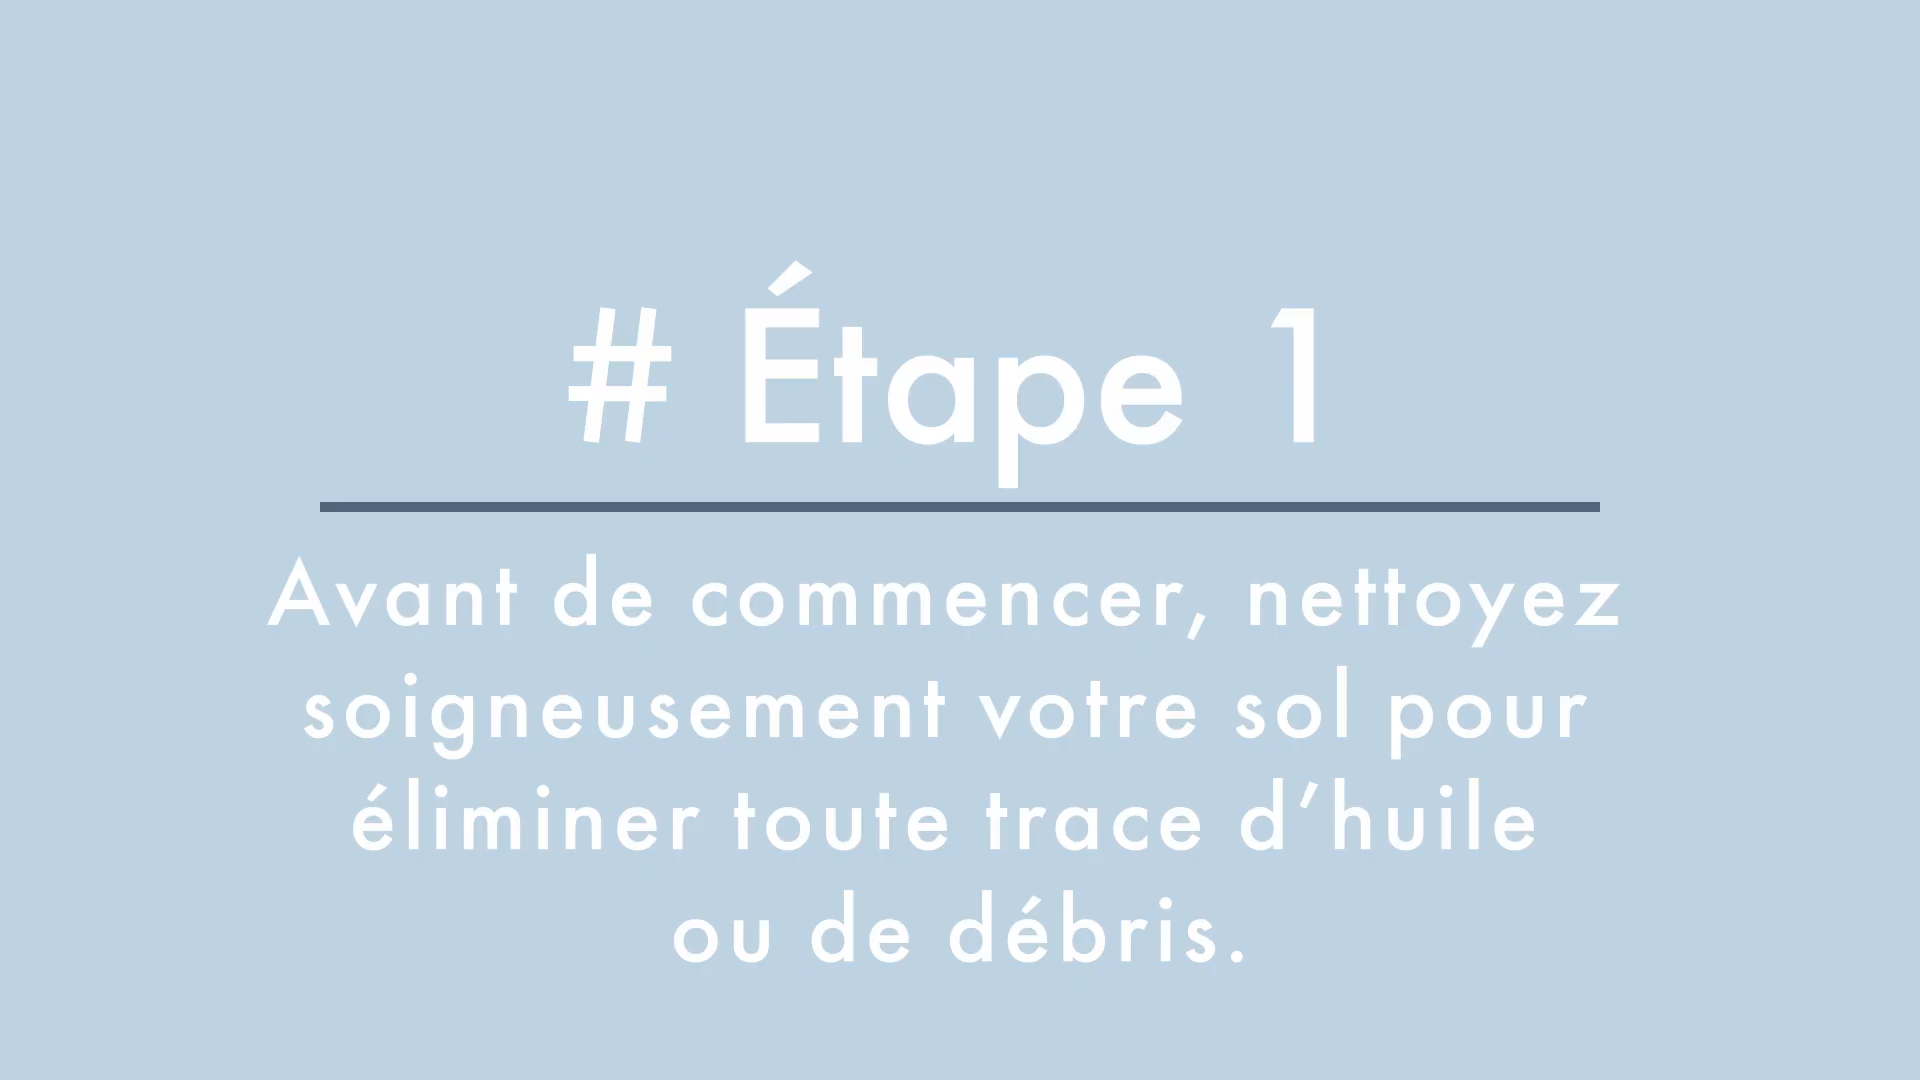 # Étape 1
Avant de commencer, nettoyez
soigneusement votre sol pour
éliminer toute trace d’huile
ou de débris.